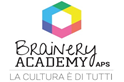 BRAINERY
ACADEMY APS
LA CULTURA È DI TUTTI